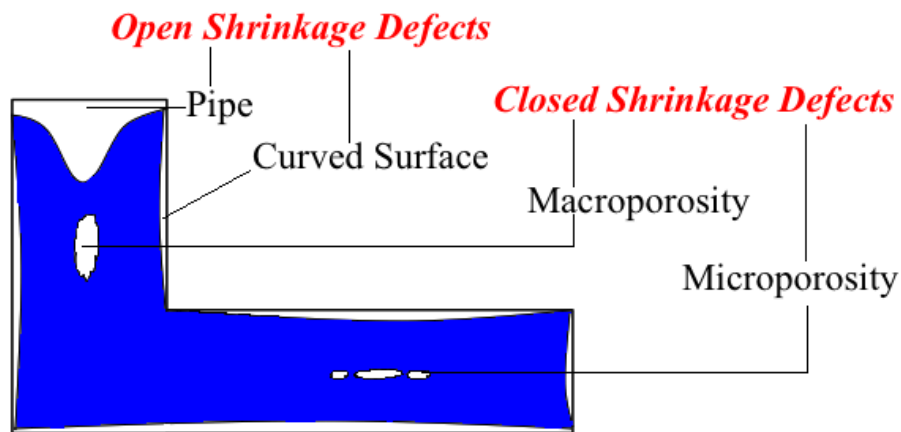 Open Shrinkage Defects
Closed Shrinkage Defects
Pipe
Curved Surface
Macroporosity
Microporosity